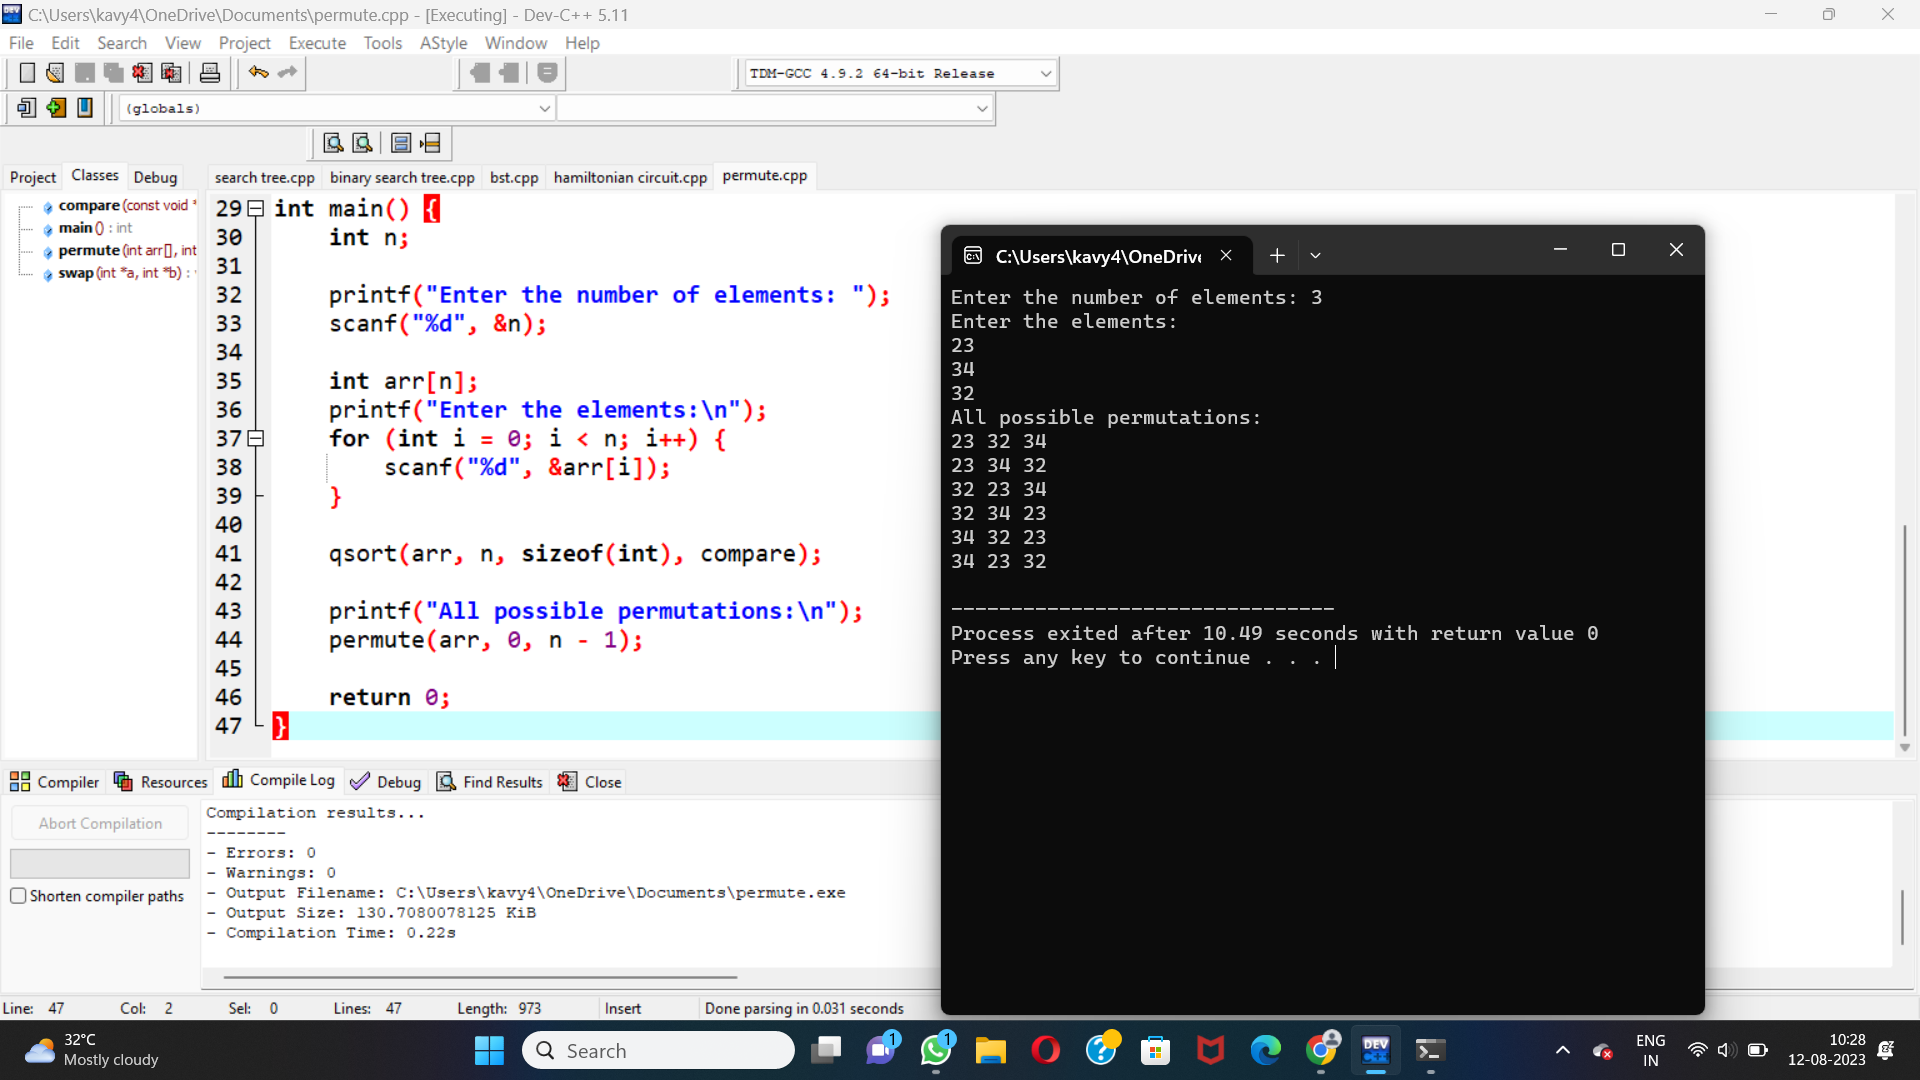 C:\Users\kavy4\OneDrive\Documents\permute.cpp - [Executing] - Dev-C++ 5.11
File Edit Search View Project Execute Tools AStyle Window Help
TDM-GCC 4.9.2 64-bit Release
(globals)
Project Classes Debug
search tree.cpp binary search tree.cpp bst.cpp hamiltonian circuit.cpp permute.cpp
compare (const void *
main () : int
permute (int arr[], int
swap (int *a, int *b) :
29 int main() {
30 int n;
31
32 printf("Enter the number of elements: ");
33 scanf("%d", &n);
34
35 int arr[n];
36 printf("Enter the elements:\n");
37 for (int i = 0; i < n; i++) {
38 scanf("%d", &arr[i]);
39 }
40
41 qsort(arr, n, sizeof(int), compare);
42
43 printf("All possible permutations:\n");
44 permute(arr, 0, n - 1);
45
46 return 0;
47 }
C:\Users\kavy4\OneDrive
Enter the number of elements: 3
Enter the elements:
23
34
32
All possible permutations:
23 32 34
23 34 32
32 23 34
32 34 23
34 32 23
34 23 32
--------------------------------
Process exited after 10.49 seconds with return value 0
Press any key to continue . . .
Compiler Resources Compile Log Debug Find Results Close
Abort Compilation
Shorten compiler paths
Compilation results...
--------
- Errors: 0
- Warnings: 0
- Output Filename: C:\Users\kavy4\OneDrive\Documents\permute.exe
- Output Size: 130.7080078125 KiB
- Compilation Time: 0.22s
Line: 47 Col: 2 Sel: 0 Lines: 47 Length: 973 Insert Done parsing in 0.031 seconds
32°C
Mostly cloudy
Search
1
1
DEV
C++
ENG
IN
10:28
12-08-2023